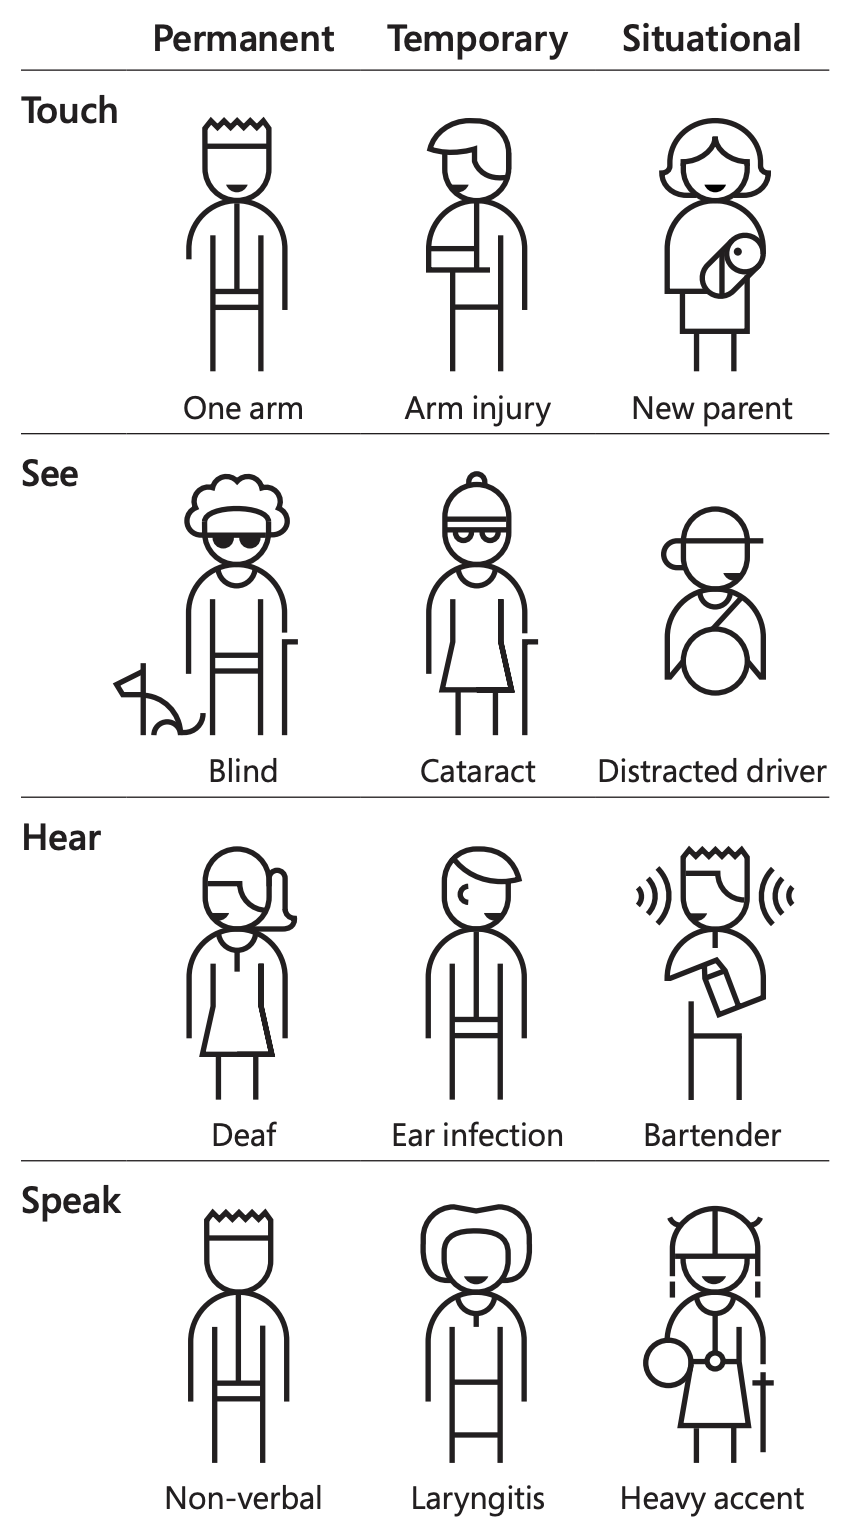 Permanent Temporary Situational
Touch
One arm Arm injury New parent
See
Blind Cataract Distracted driver
Hear
Deaf Ear infection Bartender
Speak
Non-verbal Laryngitis Heavy accent